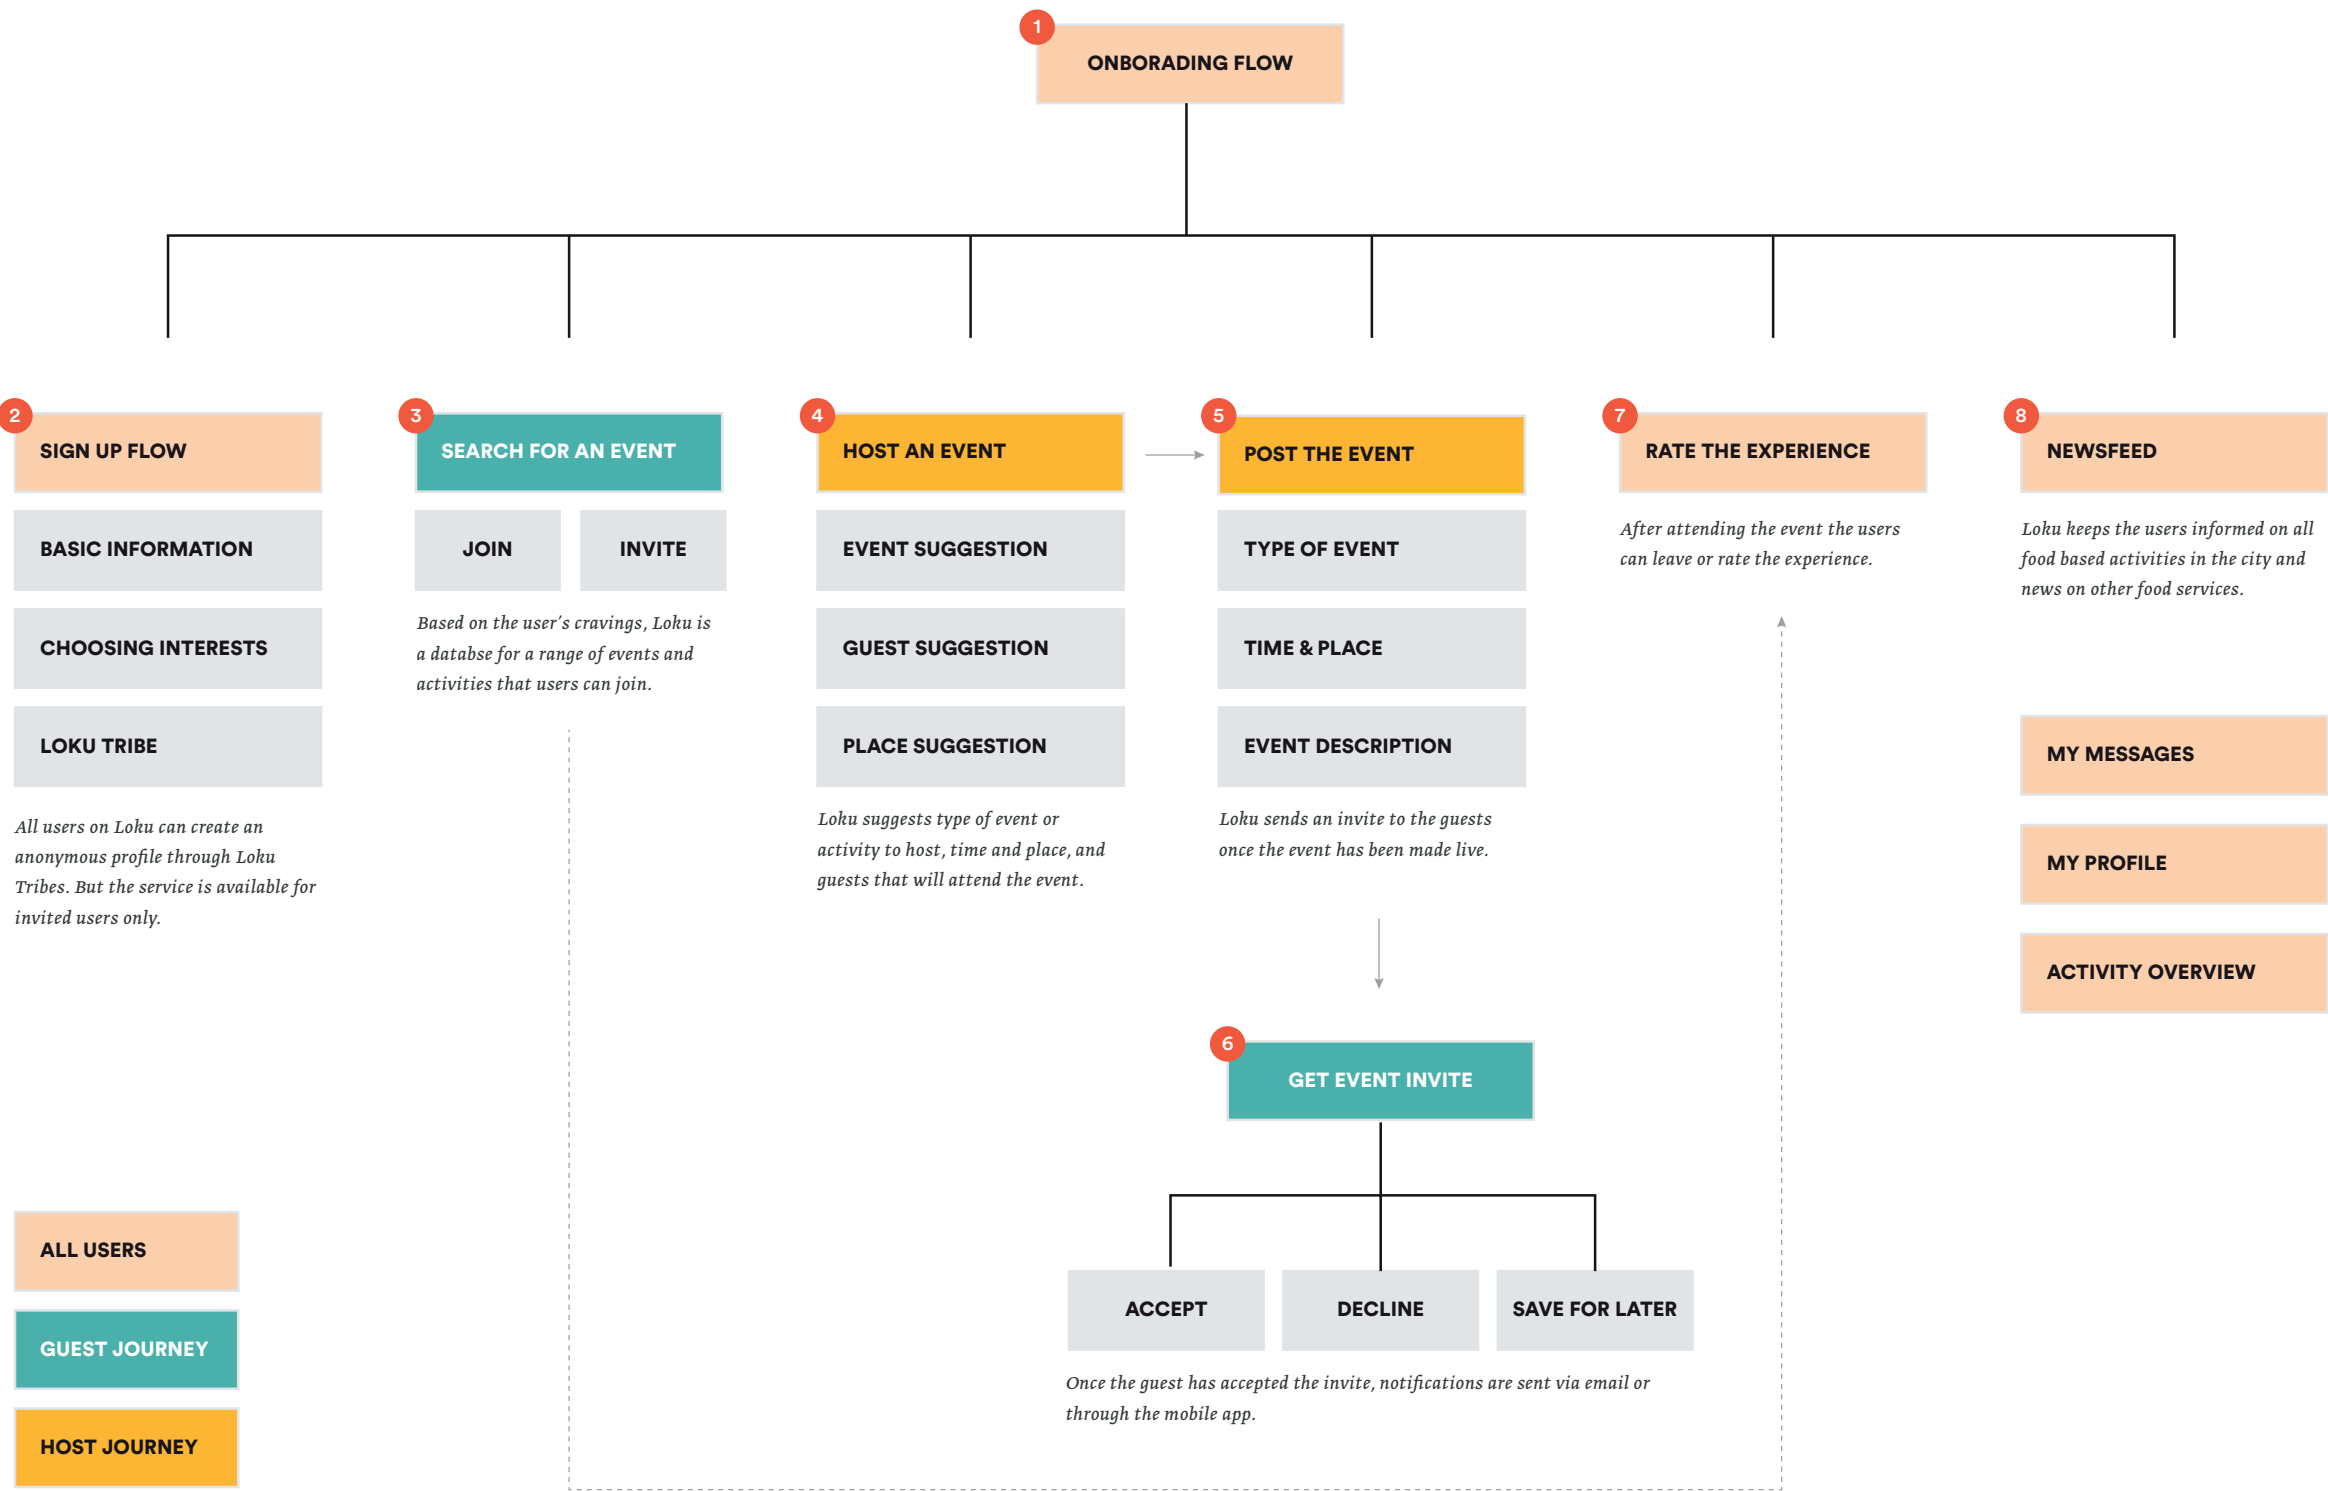 1
ONBORADING FLOW
2
SIGN UP FLOW
BASIC INFORMATION
CHOOSING INTERESTS
LOKU TRIBE
All users on Loku can create an
anonymous profile through Loku
Tribes. But the service is available for
invited users only.
3
SEARCH FOR AN EVENT
JOIN
INVITE
Based on the user's cravings, Loku is
a databse for a range of events and
activities that users can join.
4
HOST AN EVENT
EVENT SUGGESTION
GUEST SUGGESTION
PLACE SUGGESTION
Loku suggests type of event or
activity to host, time and place, and
guests that will attend the event.
5
POST THE EVENT
TYPE OF EVENT
TIME & PLACE
EVENT DESCRIPTION
Loku sends an invite to the guests
once the event has been made live.
6
GET EVENT INVITE
ACCEPT
DECLINE
SAVE FOR LATER
Once the guest has accepted the invite, notifications are sent via email or
through the mobile app.
7
RATE THE EXPERIENCE
After attending the event the users
can leave or rate the experience.
8
NEWSFEED
Loku keeps the users informed on all
food based activities in the city and
news on other food services.
MY MESSAGES
MY PROFILE
ACTIVITY OVERVIEW
ALL USERS
GUEST JOURNEY
HOST JOURNEY